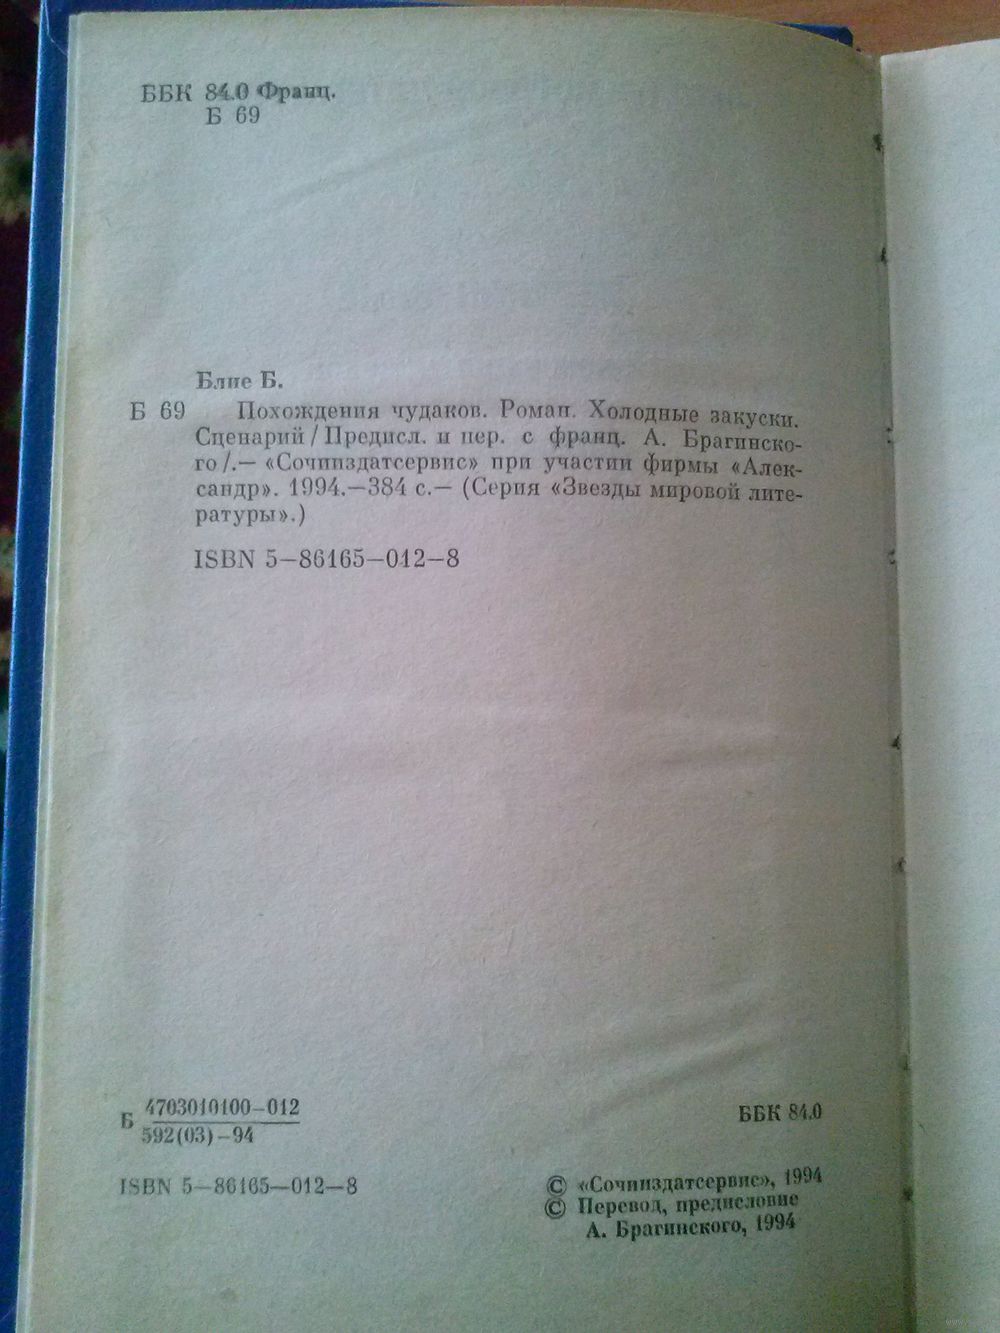 ББК 84.0 Франц.
Б 69
Блие Б.
Б 69 Похождения чудаков. Роман. Холодные закуски.
Сценарий / Предисл. и пер. с франц. А. Брагинско-
го /.— «Сочииздатсервис» при участии фирмы «Алек-
сандр». 1994.—384 с.— (Серия «Звезды мировой лите-
ратуры».)
ISBN 5—86165—012—8
Б 4703010100—012
592(03)—94
ББК 84.0
ISBN 5—86165—012—8
© «Сочииздатсервис», 1994
© Перевод, предисловие
А. Брагинского, 1994